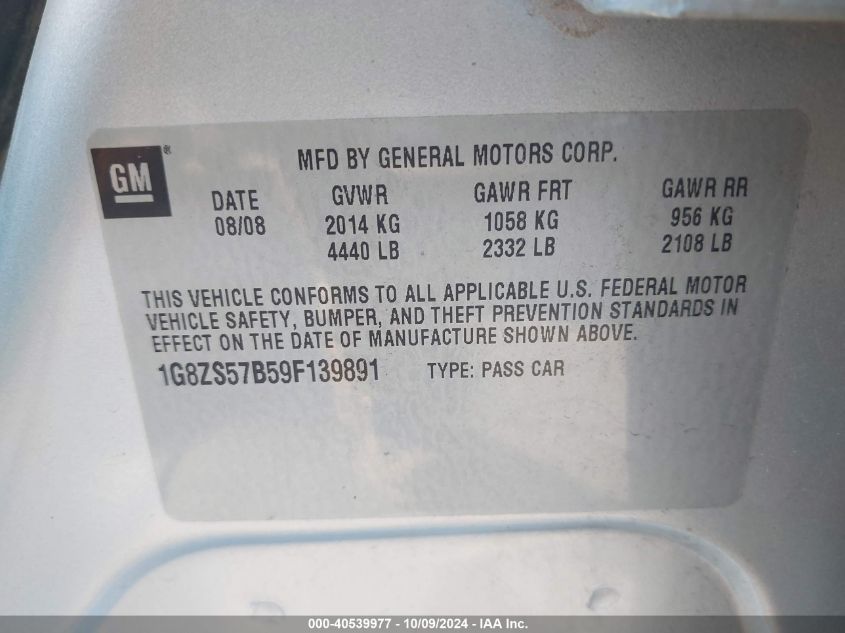 GM®
MFD BY GENERAL MOTORS CORP.
DATE GVWR GAWR FRT GAWR RR
08/08 2014 KG 1058 KG 956 KG
4440 LB 2332 LB 2108 LB
THIS VEHICLE CONFORMS TO ALL APPLICABLE U.S. FEDERAL MOTOR
VEHICLE SAFETY, BUMPER, AND THEFT PREVENTION STANDARDS IN
EFFECT ON THE DATE OF MANUFACTURE SHOWN ABOVE.
1G8ZS57B59F139891 TYPE: PASS CAR
000-40539977 - 10/09/2024 - IAA Inc.